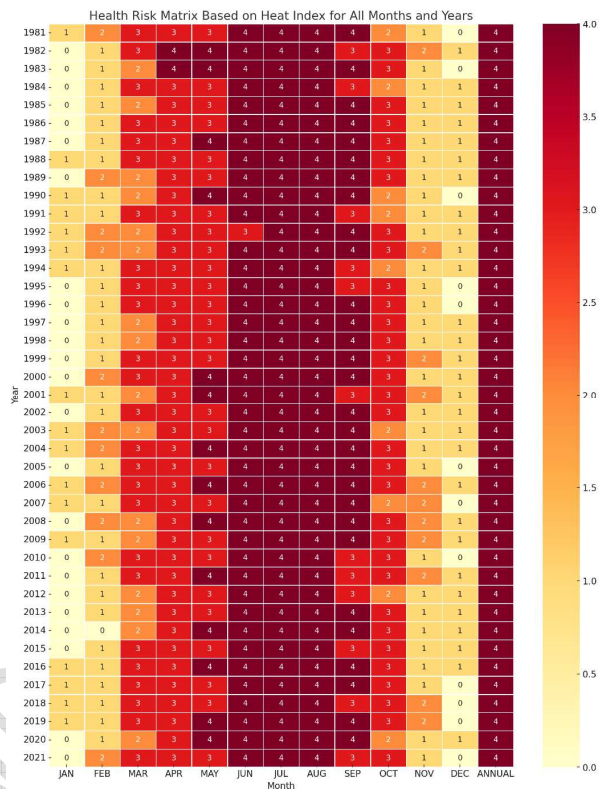 Health Risk Matrix Based on Heat Index for All Months and Years
1981 1 2 3 3 3 4 4 4 4 2 1 0 4
1982 0 1 3 4 4 4 4 4 3 3 2 1 4
1983 0 1 2 4 4 4 4 4 4 3 1 0 4
1984 0 1 3 3 3 4 4 4 3 2 1 1 4
1985 0 1 2 3 3 4 4 4 4 3 1 1 4
1986 0 1 3 3 3 4 4 4 4 3 1 1 4
1987 0 1 3 3 4 4 4 4 4 3 1 1 4
1988 1 1 3 3 3 4 4 4 4 3 1 1 4
1989 0 2 2 3 3 4 4 4 4 3 1 1 4
1990 1 1 2 3 4 4 4 4 4 2 1 0 4
1991 1 1 3 3 3 4 4 4 3 2 1 1 4
1992 1 2 2 3 3 3 4 4 4 3 1 1 4
1993 1 2 2 3 3 4 4 4 4 3 2 1 4
1994 1 1 3 3 3 4 4 4 3 2 1 1 4
1995 0 1 3 3 3 4 4 4 3 3 1 0 4
1996 0 1 3 3 3 4 4 4 4 3 1 0 4
1997 0 1 2 3 3 4 4 4 4 3 1 1 4
1998 0 1 2 3 3 4 4 4 4 3 1 1 4
1999 0 1 3 3 3 4 4 4 4 3 2 1 4
2000 0 2 3 3 4 4 4 4 4 3 1 1 4
2001 1 1 2 3 4 4 4 4 3 3 2 1 4
2002 0 1 3 3 3 4 4 4 4 3 1 1 4
2003 1 2 2 3 3 4 4 4 4 2 1 1 4
2004 1 2 3 3 4 4 4 4 4 3 1 1 4
2005 0 1 3 3 3 4 4 4 4 3 1 0 4
2006 1 2 3 3 4 4 4 4 4 3 2 1 4
2007 1 1 3 3 3 4 4 4 4 2 2 0 4
2008 0 2 2 3 4 4 4 4 4 3 2 1 4
2009 1 1 3 3 4 4 4 4 4 3 2 1 4
2010 0 2 3 3 3 4 4 4 3 3 1 0 4
2011 0 1 3 3 4 4 4 4 3 3 2 1 4
2012 0 1 2 3 3 4 4 4 3 2 1 1 4
2013 0 1 2 3 3 4 4 4 4 3 1 1 4
2014 0 0 2 3 4 4 4 4 4 3 1 1 4
2015 0 1 3 3 3 4 4 4 3 3 1 1 4
2016 1 1 3 3 4 4 4 4 4 3 1 1 4
2017 1 1 3 3 3 4 4 4 4 3 1 0 4
2018 1 1 3 3 3 4 4 4 3 3 2 0 4
2019 1 1 3 3 4 4 4 4 4 3 2 0 4
2020 0 1 2 3 4 4 4 4 4 2 1 1 4
2021 0 2 3 3 3 4 4 4 3 3 1 0 4
JAN FEB MAR APR MAY JUN JUL AUG SEP OCT NOV DEC ANNUAL
Month
Year
4.0
3.5
3.0
2.5
2.0
1.5
1.0
0.5
0.0